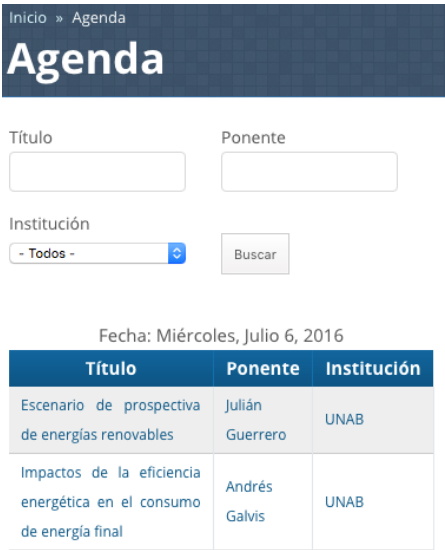 Inicio » Agenda
Agenda
Título Ponente
Institución
- Todos - Buscar
Fecha: Miércoles, Julio 6, 2016
Título Ponente Institución
Escenario de prospectiva
de energías renovables
Julián
Guerrero
UNAB
Impactos de la eficiencia
energética en el consumo
de energía final
Andrés
Galvis
UNAB